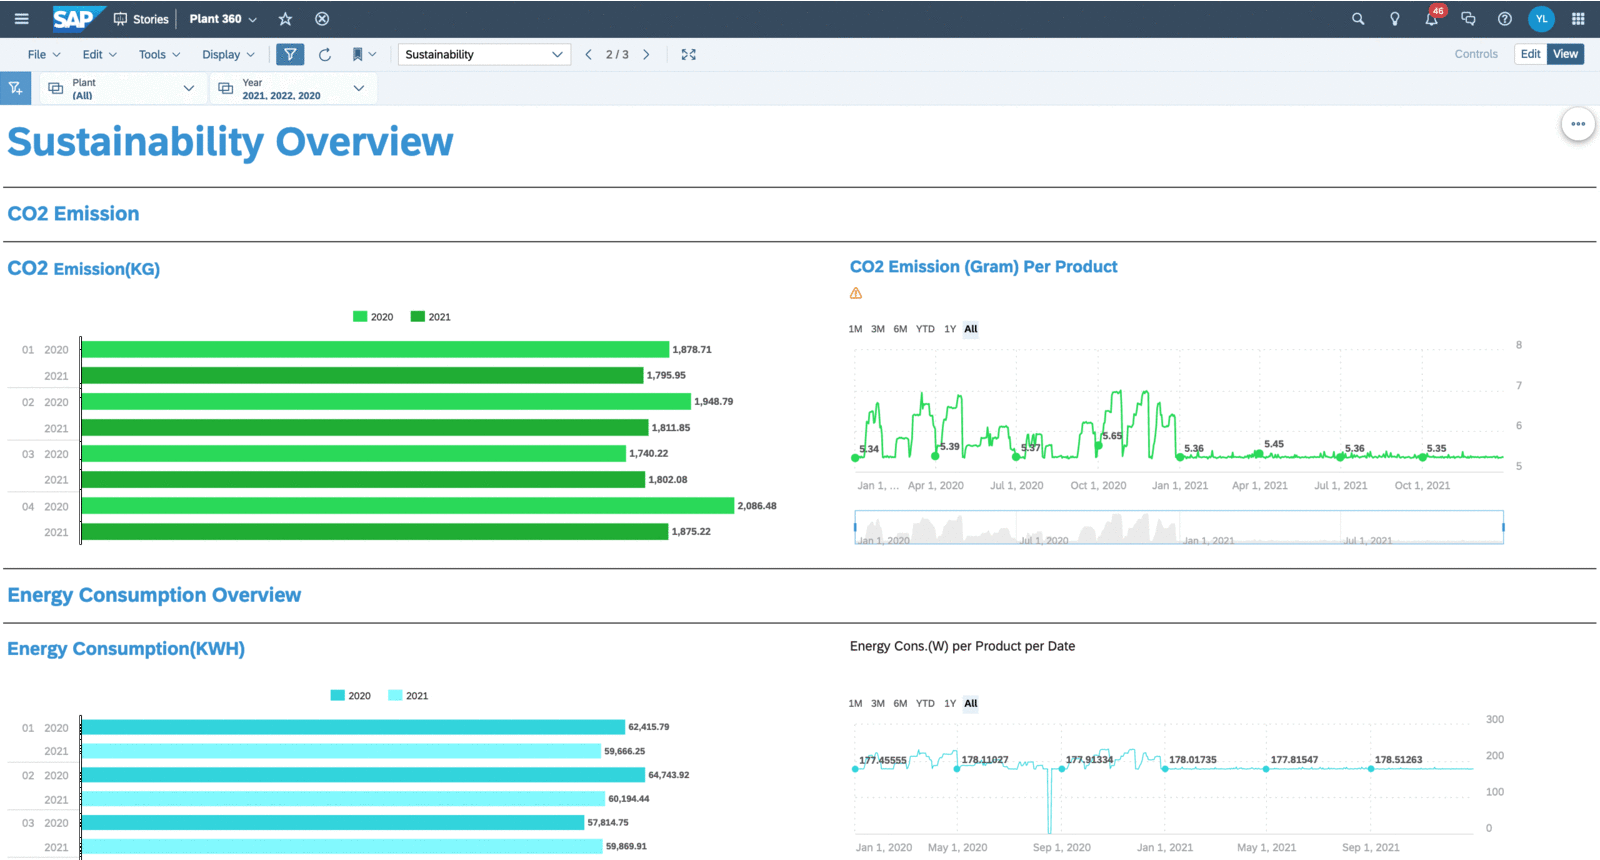 SAP Stories Plant 360 46 YL
File Edit Tools Display Sustainability 2 / 3 Controls Edit View
Plant
(All)
Year
2021, 2022, 2020
Sustainability Overview
CO2 Emission
CO2 Emission(KG)
2020 2021
01 2020 1,878.71
2021 1,795.95
02 2020 1,948.79
2021 1,811.85
03 2020 1,740.22
2021 1,802.08
04 2020 2,086.48
2021 1,875.22
CO2 Emission (Gram) Per Product
1M 3M 6M YTD 1Y All
8
7
6
5
5.34 5.39 5.37 5.65 5.36 5.45 5.36 5.35
Jan 1, ... Apr 1, 2020 Jul 1, 2020 Oct 1, 2020 Jan 1, 2021 Apr 1, 2021 Jul 1, 2021 Oct 1, 2021
Jan 1, 2020 Jul 1, 2020 Jan 1, 2021 Jul 1, 2021
Energy Consumption Overview
Energy Consumption(KWH)
2020 2021
01 2020 62,415.79
2021 59,666.25
02 2020 64,743.92
2021 60,194.44
03 2020 57,814.75
2021 59,869.91
Energy Cons.(W) per Product per Date
1M 3M 6M YTD 1Y All
300
200
100
0
177.45555 178.11027 177.91334 178.01735 177.81547 178.51263
Jan 1, 2020 May 1, 2020 Sep 1, 2020 Jan 1, 2021 May 1, 2021 Sep 1, 2021